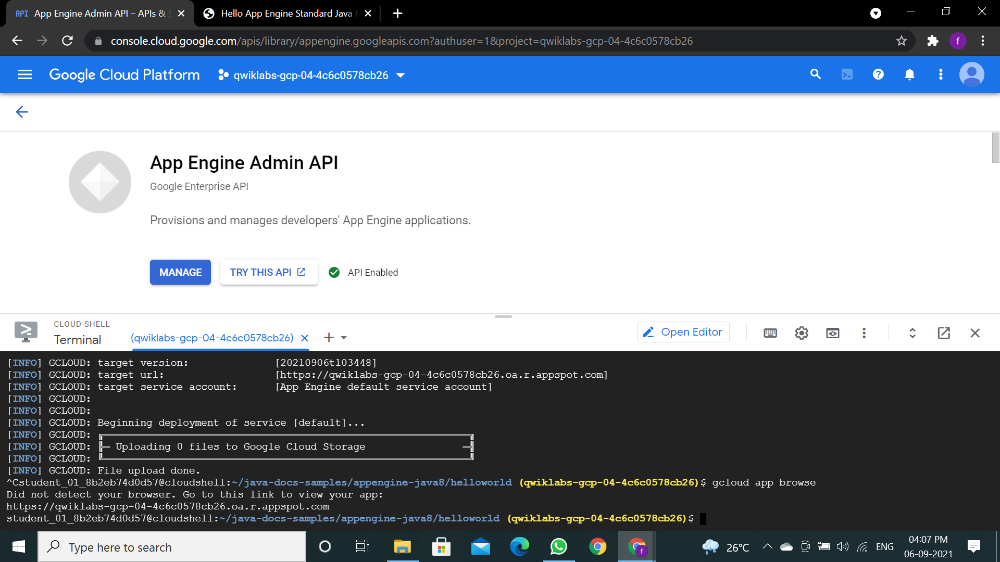 API App Engine Admin API – APIs &
Hello App Engine Standard Java
console.cloud.google.com/apis/library/appengine.googleapis.com?authuser=1&project=qwiklabs-gcp-04-4c6c0578cb26
f
Google Cloud Platform
qwiklabs-gcp-04-4c6c0578cb26
App Engine Admin API
Google Enterprise API
Provisions and manages developers' App Engine applications.
MANAGE
TRY THIS API
API Enabled
CLOUD SHELL
Terminal
(qwiklabs-gcp-04-4c6c0578cb26)
Open Editor
[INFO] GCLOUD: target version: [20210906t103448]
[INFO] GCLOUD: target url: [https://qwiklabs-gcp-04-4c6c0578cb26.oa.r.appspot.com]
[INFO] GCLOUD: target service account: [App Engine default service account]
[INFO] GCLOUD:
[INFO] GCLOUD:
[INFO] GCLOUD: Beginning deployment of service [default]...
[INFO] GCLOUD:
[INFO] GCLOUD: Uploading 0 files to Google Cloud Storage
[INFO] GCLOUD:
[INFO] GCLOUD: File upload done.
^Cstudent_01_8b2eb74d0d57@cloudshell:~/java-docs-samples/appengine-java8/helloworld (qwiklabs-gcp-04-4c6c0578cb26)$ gcloud app browse
Did not detect your browser. Go to this link to view your app:
https://qwiklabs-gcp-04-4c6c0578cb26.oa.r.appspot.com
student_01_8b2eb74d0d57@cloudshell:~/java-docs-samples/appengine-java8/helloworld (qwiklabs-gcp-04-4c6c0578cb26)$
Type here to search
f
26°C
ENG
04:07 PM
06-09-2021